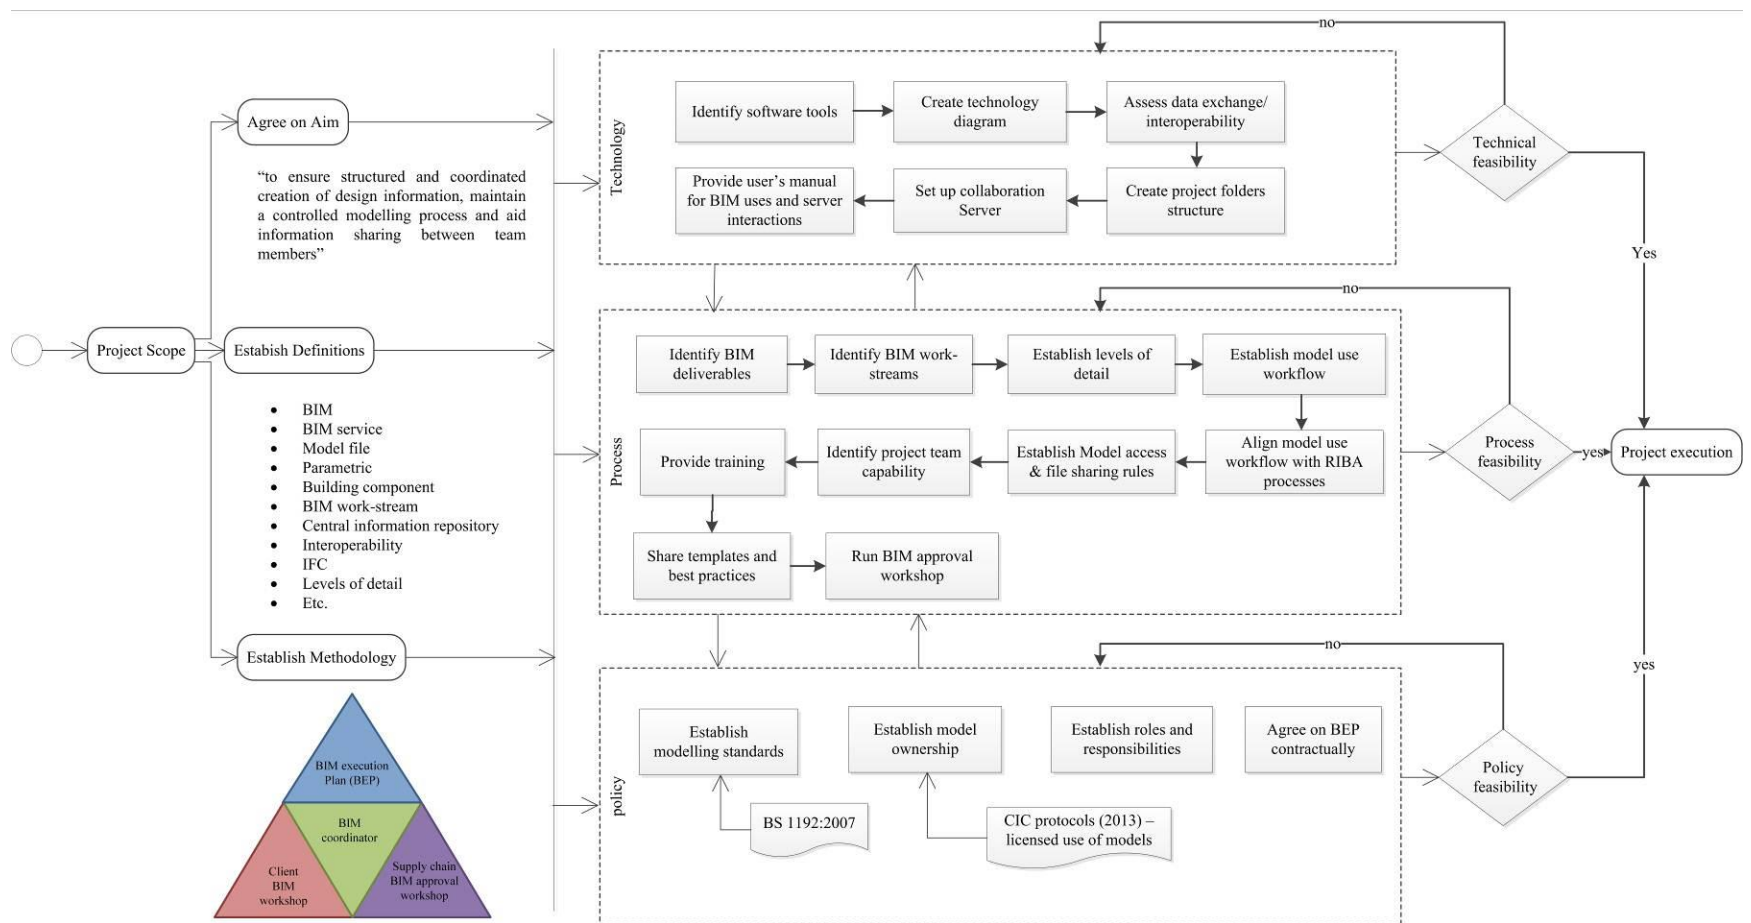 no
Agree on Aim
“to ensure structured and coordinated
creation of design information, maintain
a controlled modelling process and aid
information sharing between team
members”
Project Scope
Estabish Definitions
BIM
BIM service
Model file
Parametric
Building component
BIM work-stream
Central information repository
Interoperability
IFC
Levels of detail
Etc.
Establish Methodology
BIM execution
Plan (BEP)
BIM
coordinator
Client
BIM
workshop
Supply chain
BIM approval
workshop
Technology
Identify software tools
Create technology
diagram
Assess data exchange/
interoperability
Provide user’s manual
for BIM uses and server
interactions
Set up collaboration
Server
Create project folders
structure
Technical
feasibility
Yes
no
Process
Identify BIM
deliverables
Identify BIM work-
streams
Establish levels of
detail
Establish model use
workflow
Provide training
Identify project team
capability
Establish Model access
& file sharing rules
Align model use
workflow with RIBA
processes
Share templates and
best practices
Run BIM approval
workshop
Process
feasibility
yes
Project execution
no
policy
Establish
modelling standards
Establish model
ownership
Establish roles and
responsibilities
Agree on BEP
contractually
BS 1192:2007
CIC protocols (2013) –
licensed use of models
Policy
feasibility
yes